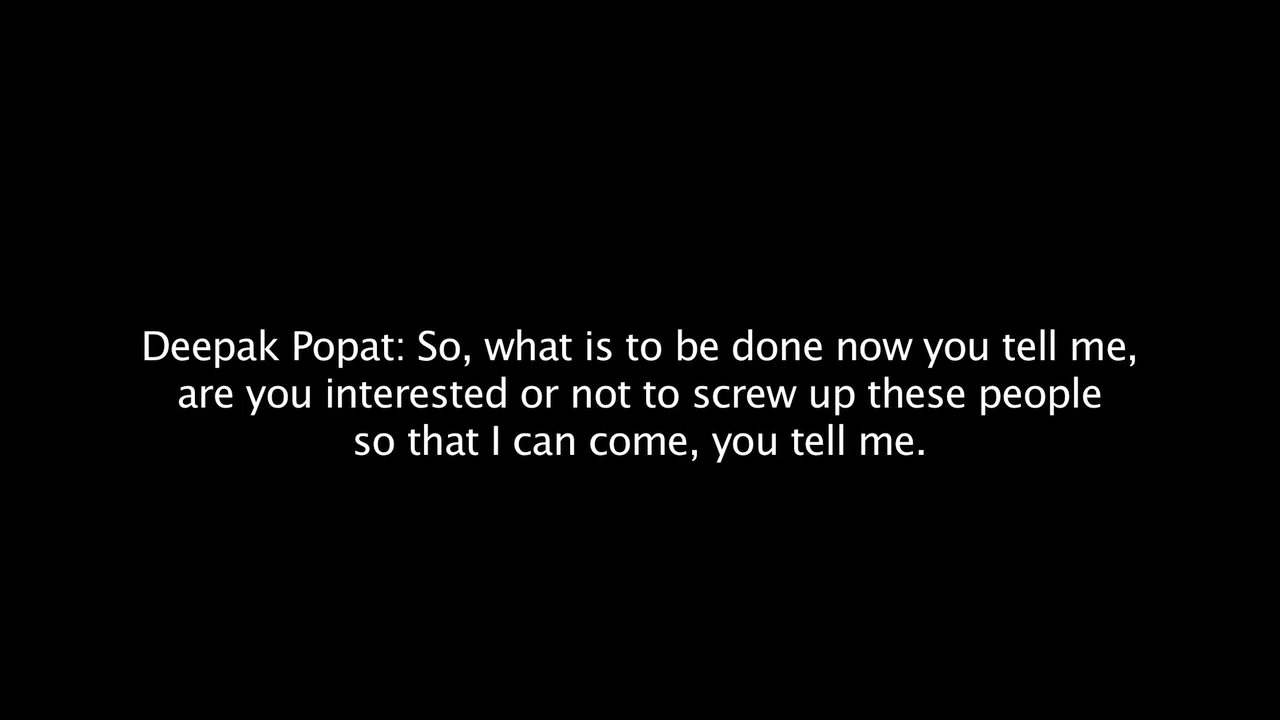 Deepak Popat: So, what is to be done now you tell me,
are you interested or not to screw up these people
so that I can come, you tell me.